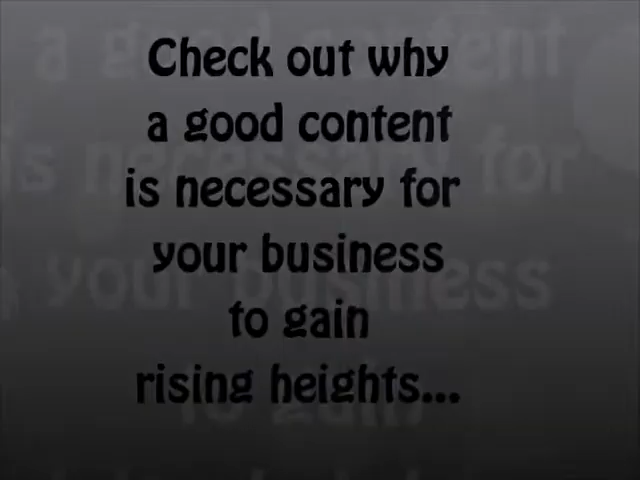 Check out why
a good content
is necessary for
your business
to gain
rising heights...